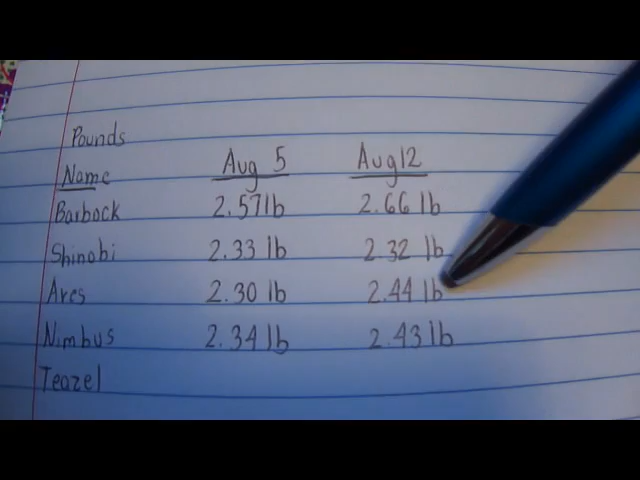 Pounds
Name Aug 5 Aug 12
Barbock 2.57 lb 2.66 lb
Shinobi 2.33 lb 2.32 lb
Ares 2.30 lb 2.44 lb
Nimbus 2.34 lb 2.43 lb
Teazel